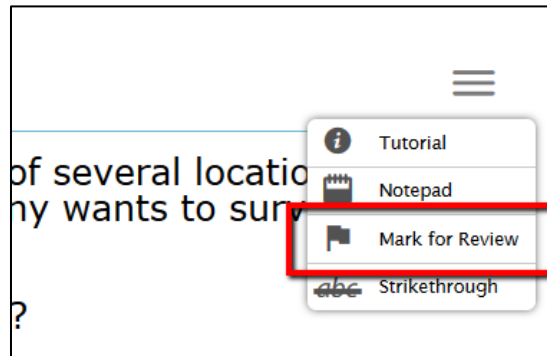 Tutorial
of several locatio
Notepad
ny wants to surv
Mark for Review
abc Strikethrough
?